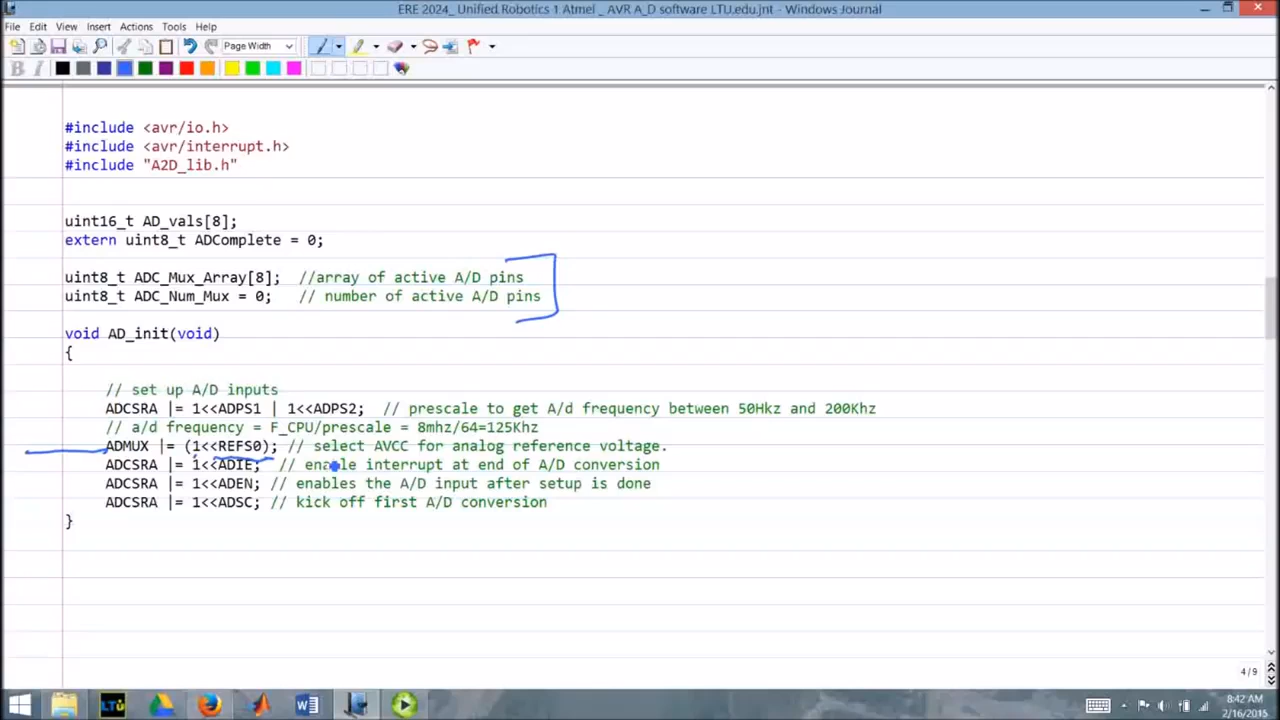 ERE 2024_ Unified Robotics 1 Atmel _ AVR A_D software LTU.edu.jnt - Windows Journal
File Edit View Insert Actions Tools Help
Page Width
B I
#include <avr/io.h>
#include <avr/interrupt.h>
#include "A2D_lib.h"
uint16_t AD_vals[8];
extern uint8_t ADComplete = 0;
uint8_t ADC_Mux_Array[8]; //array of active A/D pins
uint8_t ADC_Num_Mux = 0; // number of active A/D pins
void AD_init(void)
{
// set up A/D inputs
ADCSRA |= 1<<ADPS1 | 1<<ADPS2; // prescale to get A/d frequency between 50Hkz and 200Khz
// a/d frequency = F_CPU/prescale = 8mhz/64=125Khz
ADMUX |= (1<<REFS0); // select AVCC for analog reference voltage.
ADCSRA |= 1<<ADIE; // enable interrupt at end of A/D conversion
ADCSRA |= 1<<ADEN; // enables the A/D input after setup is done
ADCSRA |= 1<<ADSC; // kick off first A/D conversion
}
4/9
LTU
8:42 AM
2/16/2015